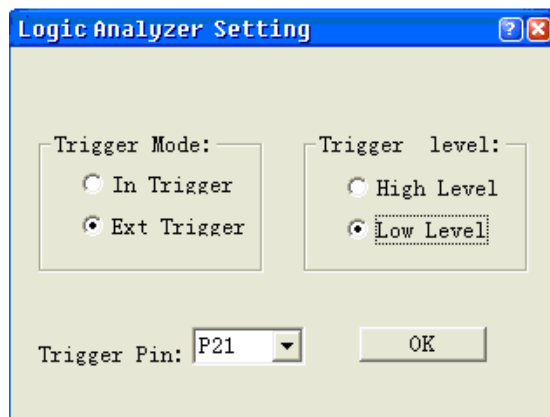 Logic Analyzer Setting
Trigger Mode:
In Trigger
Ext Trigger
Trigger level:
High Level
Low Level
Trigger Pin: P21
OK